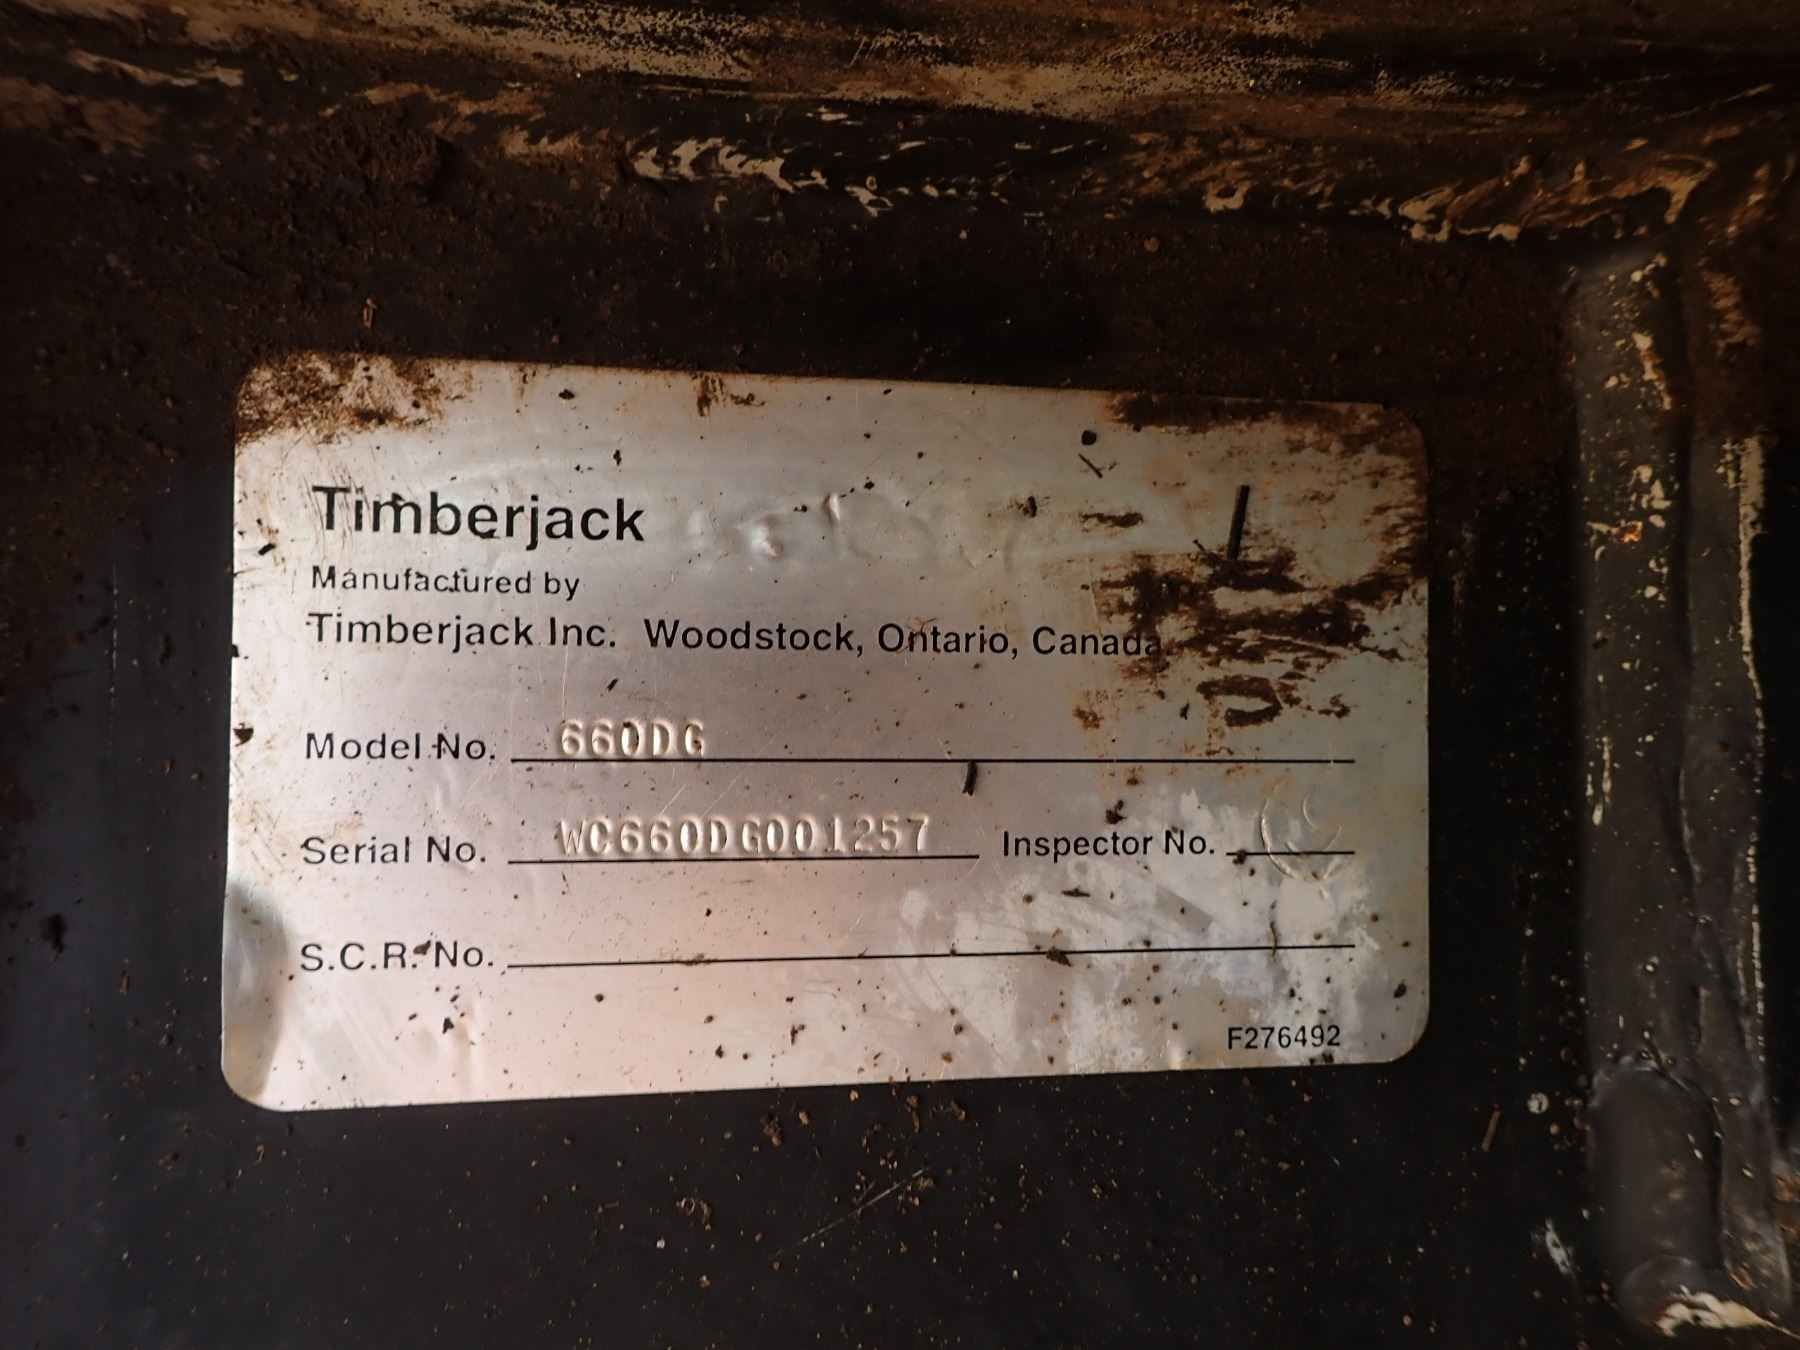 Timberjack
Manufactured by
Timberjack Inc. Woodstock, Ontario, Canada.
Model No. 660DG
Serial No. WC660DG001257 Inspector No.
S.C.R. No.
F276492